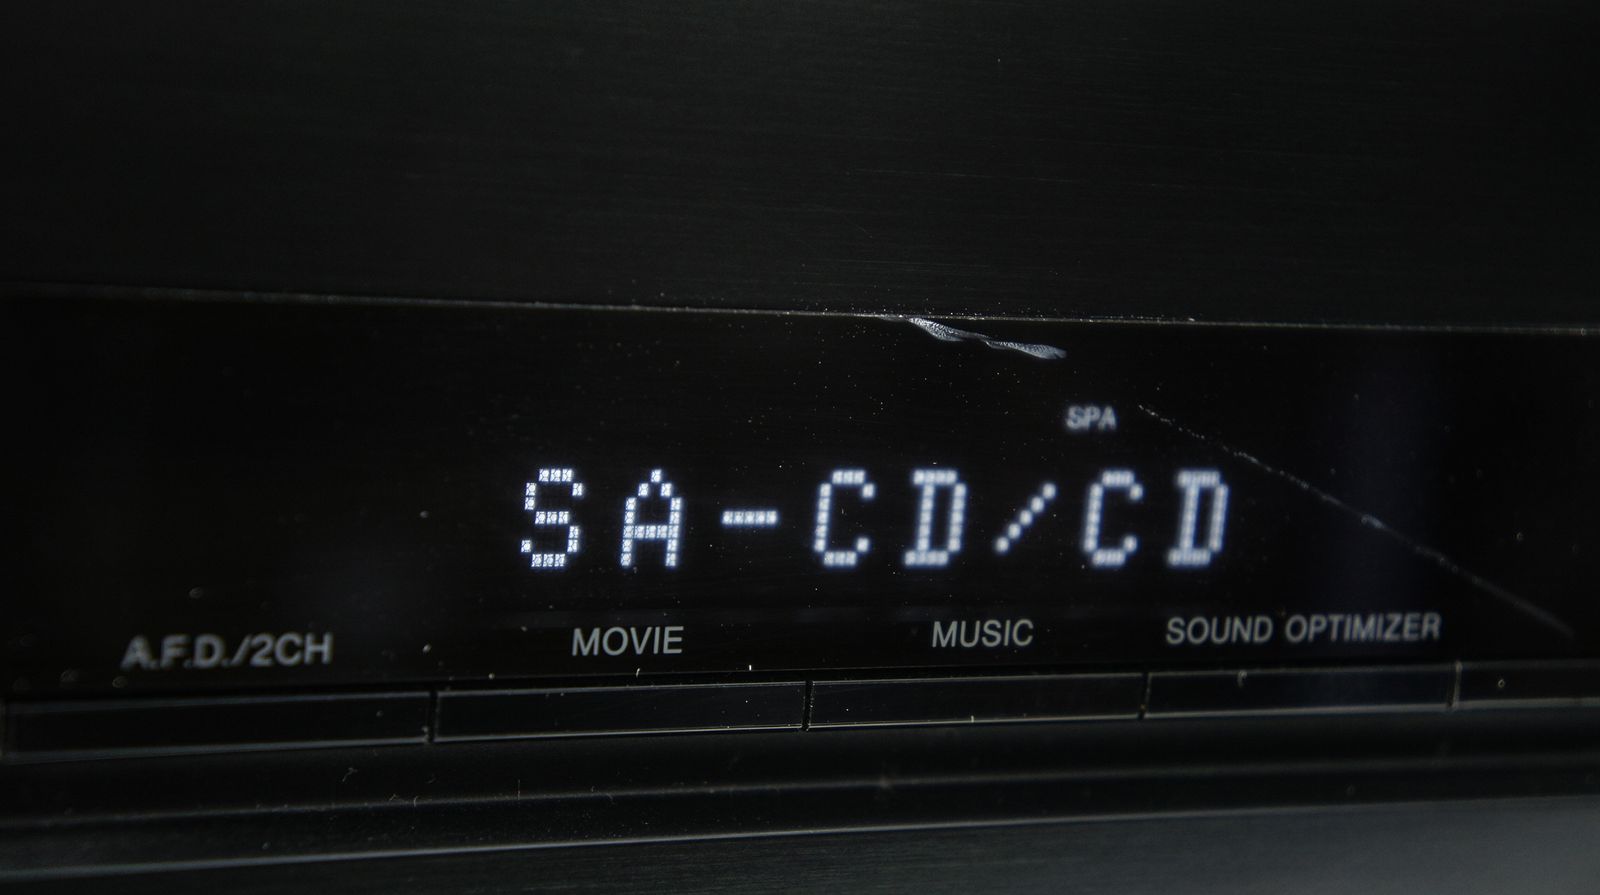 SPA
SA-CD/CD
A.F.D./2CH MOVIE MUSIC SOUND OPTIMIZER